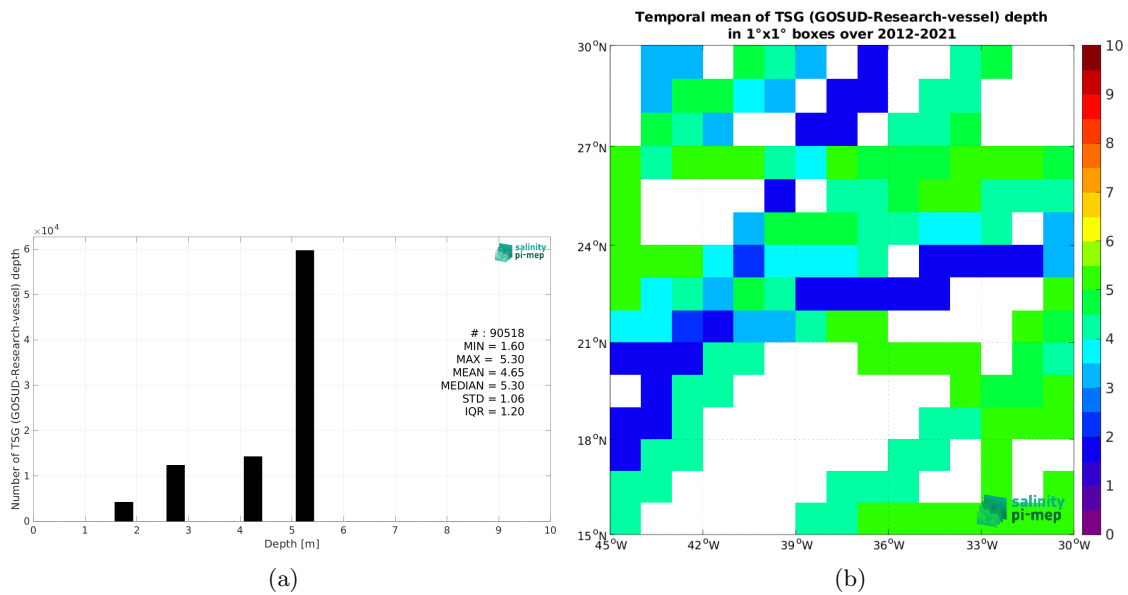 ×10⁴
6
5
4
3
2
1
0
Number of TSG (GOSUD-Research-vessel) depth
0 1 2 3 4 5 6 7 8 9 10
Depth [m]
salinity
pi-mep
# : 90518
MIN = 1.60
MAX = 5.30
MEAN = 4.65
MEDIAN = 5.30
STD = 1.06
IQR = 1.20
(a)
Temporal mean of TSG (GOSUD-Research-vessel) depth
in 1°x1° boxes over 2012-2021
30°N
27°N
24°N
21°N
18°N
15°N
45°W 42°W 39°W 36°W 33°W 30°W
salinity
pi-mep
10
9
8
7
6
5
4
3
2
1
0
(b)